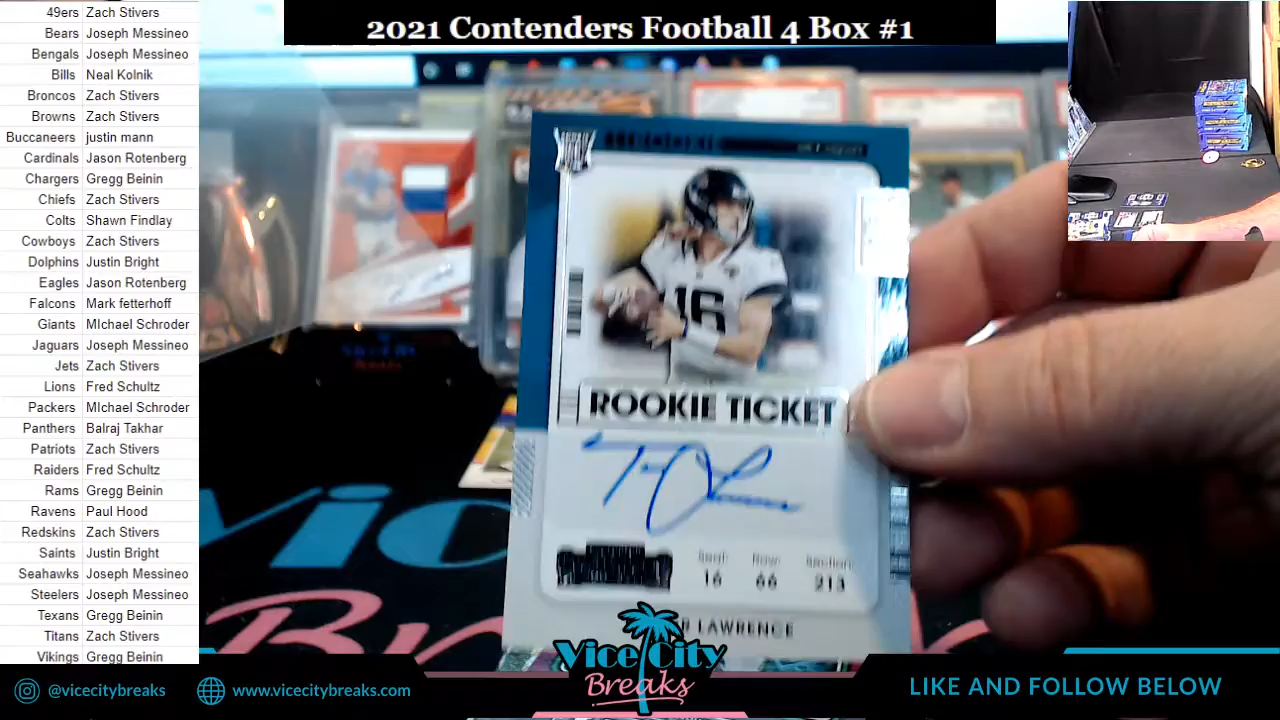 2021 Contenders Football 4 Box #1
49ers Zach Stivers
Bears Joseph Messineo
Bengals Joseph Messineo
Bills Neal Kolnik
Broncos Zach Stivers
Browns Zach Stivers
Buccaneers justin mann
Cardinals Jason Rotenberg
Chargers Gregg Beinin
Chiefs Zach Stivers
Colts Shawn Findlay
Cowboys Zach Stivers
Dolphins Justin Bright
Eagles Jason Rotenberg
Falcons Mark fetterhoff
Giants MIchael Schroder
Jaguars Joseph Messineo
Jets Zach Stivers
Lions Fred Schultz
Packers MIchael Schroder
Panthers Balraj Takhar
Patriots Zach Stivers
Raiders Fred Schultz
Rams Gregg Beinin
Ravens Paul Hood
Redskins Zach Stivers
Saints Justin Bright
Seahawks Joseph Messineo
Steelers Joseph Messineo
Texans Gregg Beinin
Titans Zach Stivers
Vikings Gregg Beinin
16
ROOKIE TICKET
Seat Row Section
16 66 213
R LAWRENCE
Vice City
Breaks
@vicecitybreaks
www.vicecitybreaks.com
LIKE AND FOLLOW BELOW